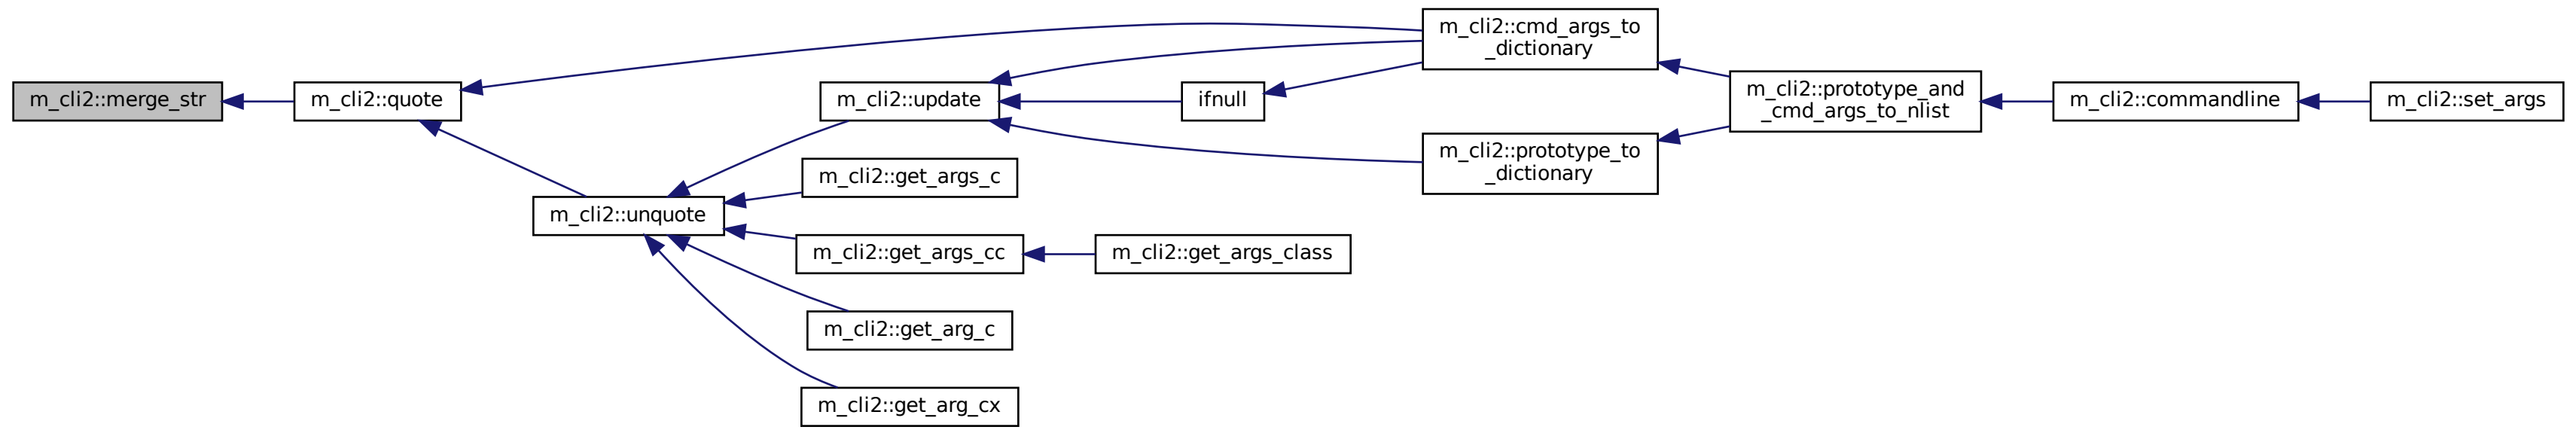 m_cli2::merge_str
m_cli2::quote
m_cli2::unquote
m_cli2::update
m_cli2::get_args_c
m_cli2::get_args_cc
m_cli2::get_arg_c
m_cli2::get_arg_cx
ifnull
m_cli2::get_args_class
m_cli2::cmd_args_to
_dictionary
m_cli2::prototype_to
_dictionary
m_cli2::prototype_and
_cmd_args_to_nlist
m_cli2::commandline
m_cli2::set_args